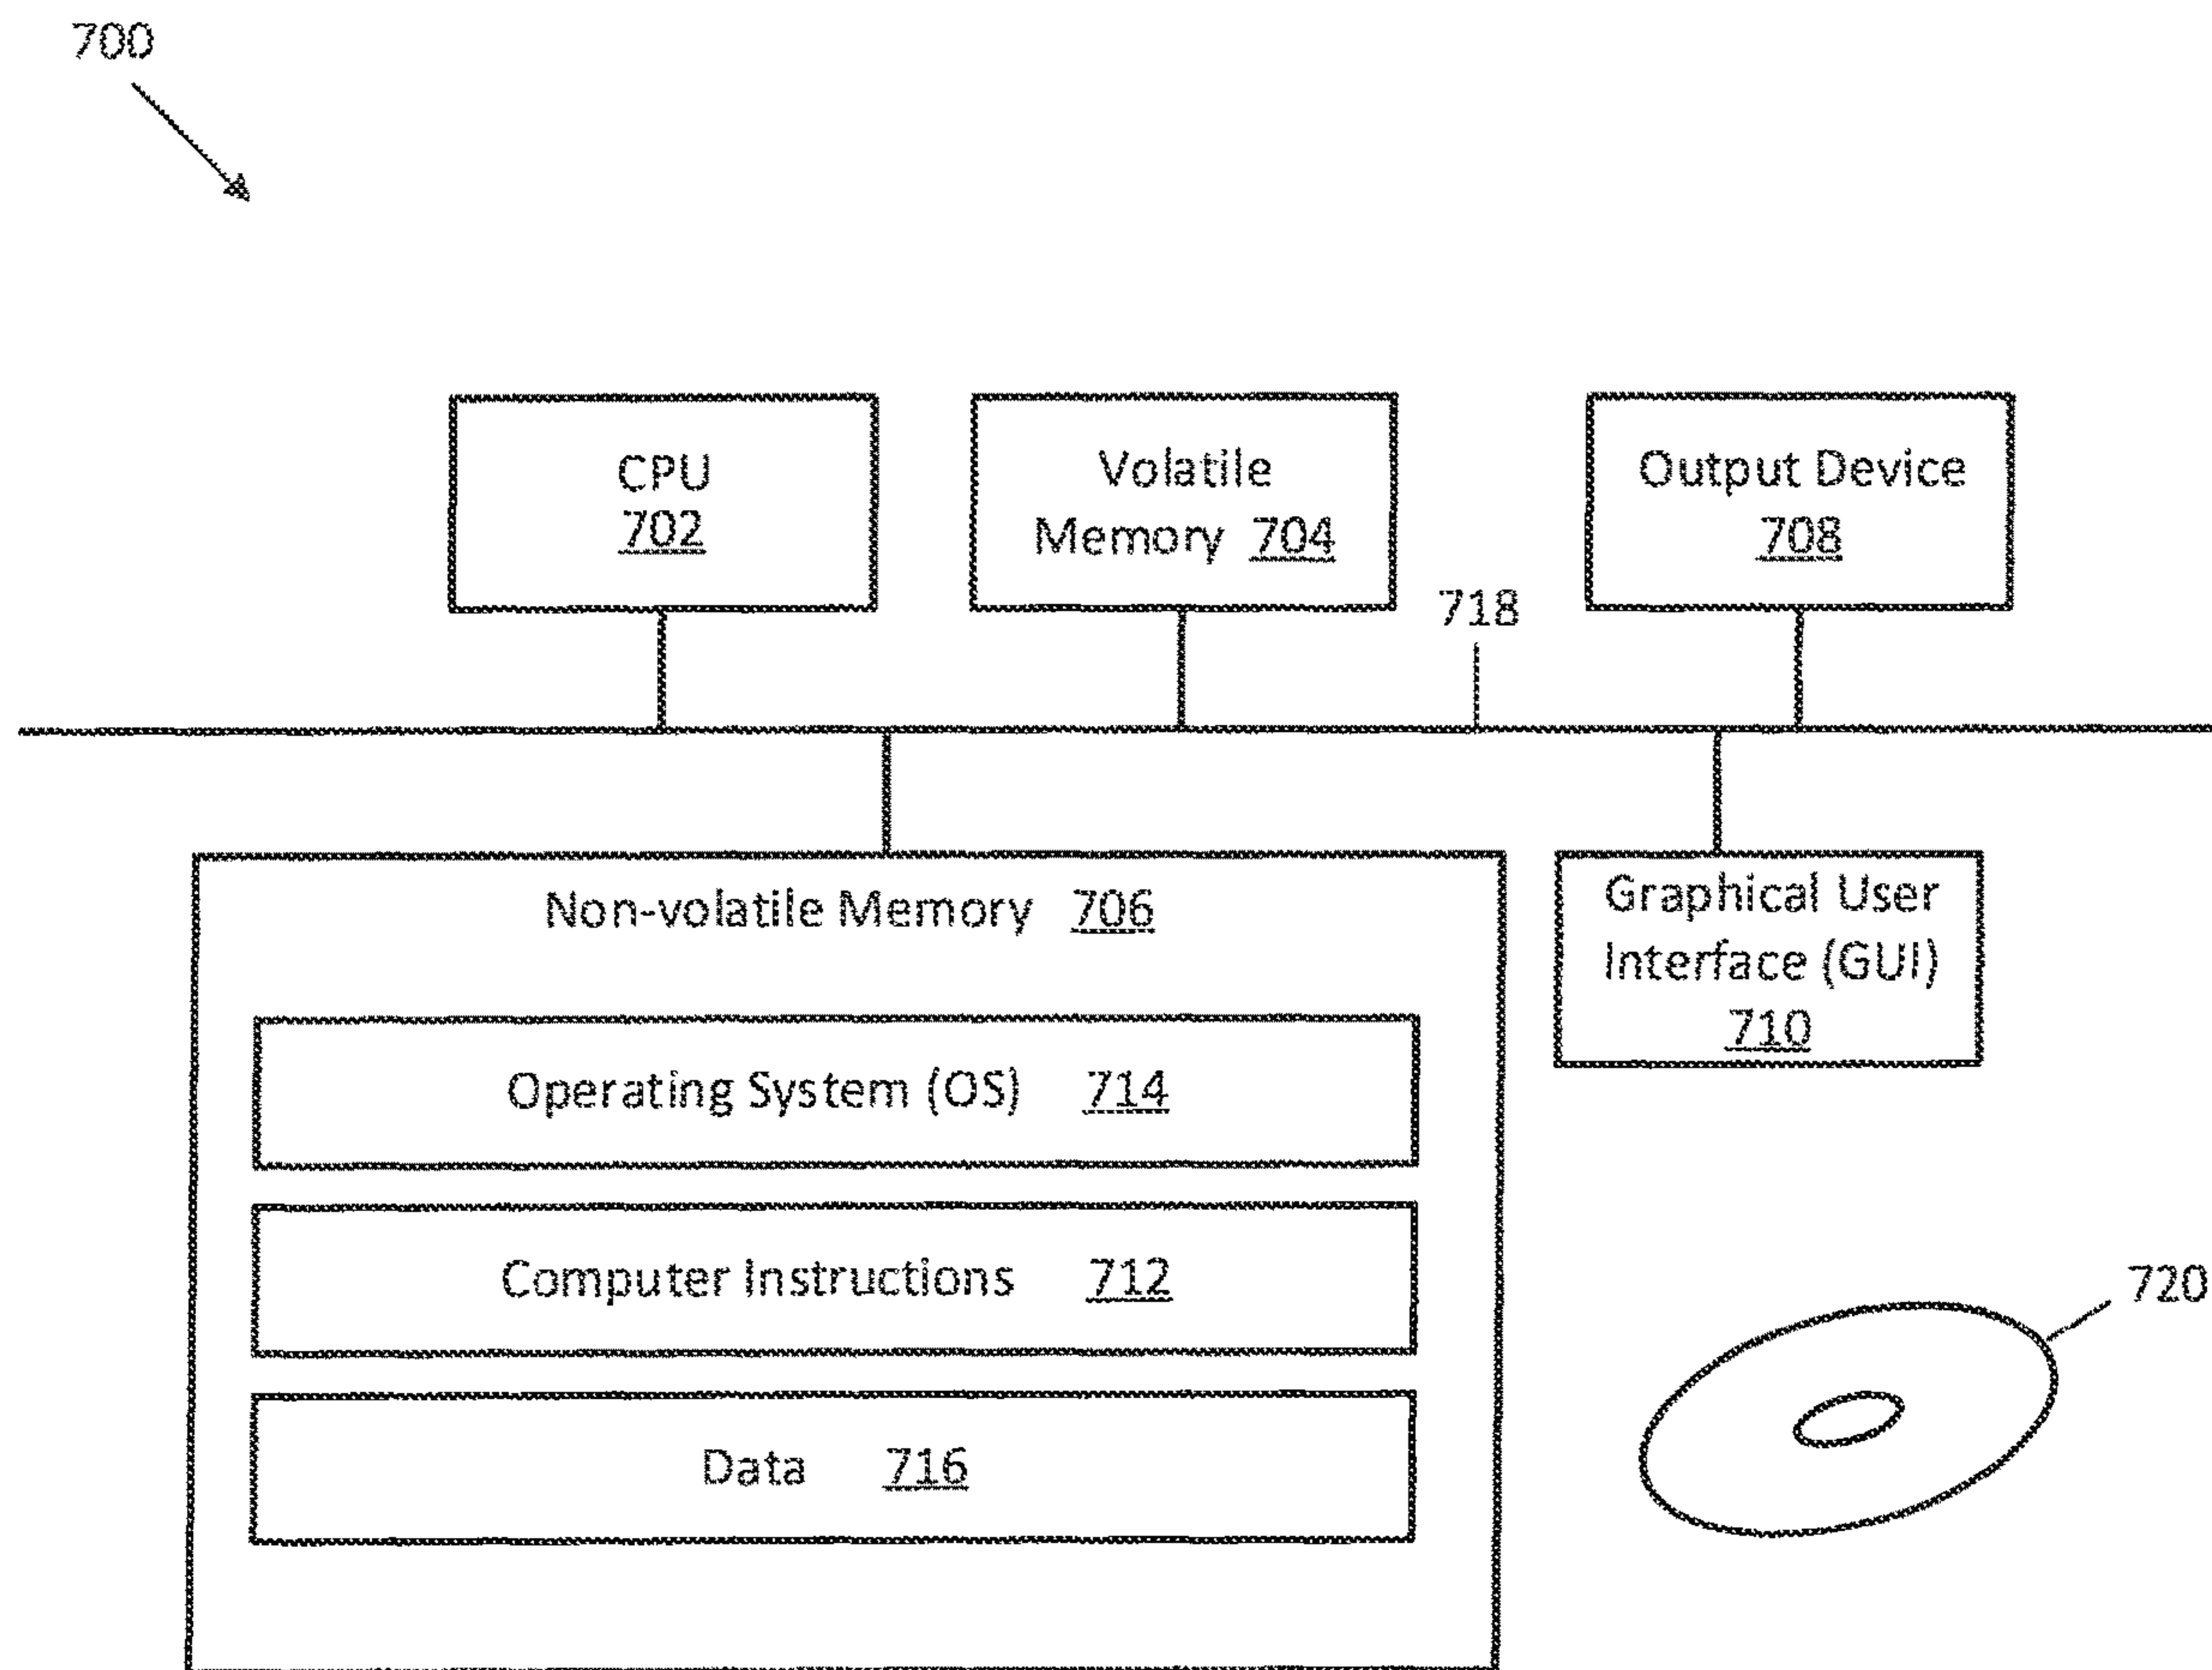 700
CPU
702
Volatile
Memory 704
Output Device
708
718
Non-volatile Memory 706
Graphical User
Interface (GUI)
710
Operating System (OS) 714
Computer Instructions 712
Data 716
720